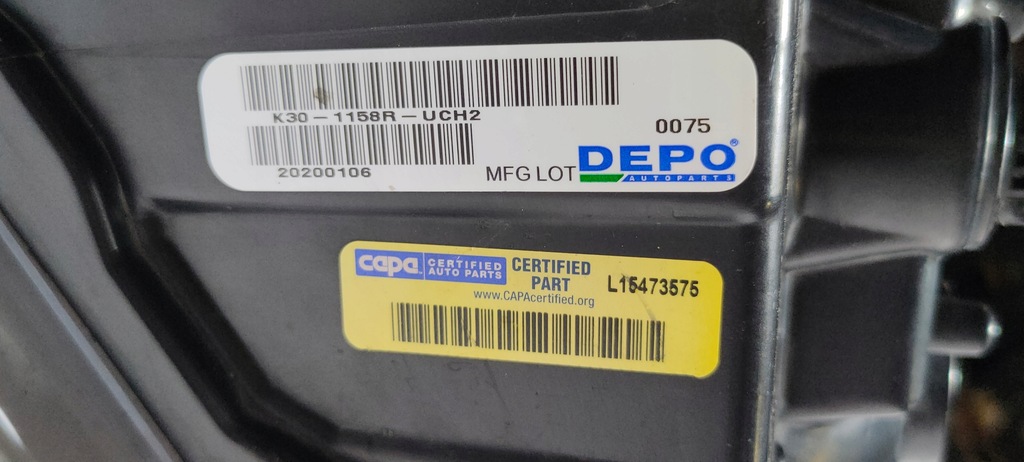 K30-1158R-UCH2
0075
20200106
MFG LOT DEPO®
AUTOPARTS
capa CERTIFIED AUTO PARTS
CERTIFIED PART
L15473575
www.CAPAcertified.org